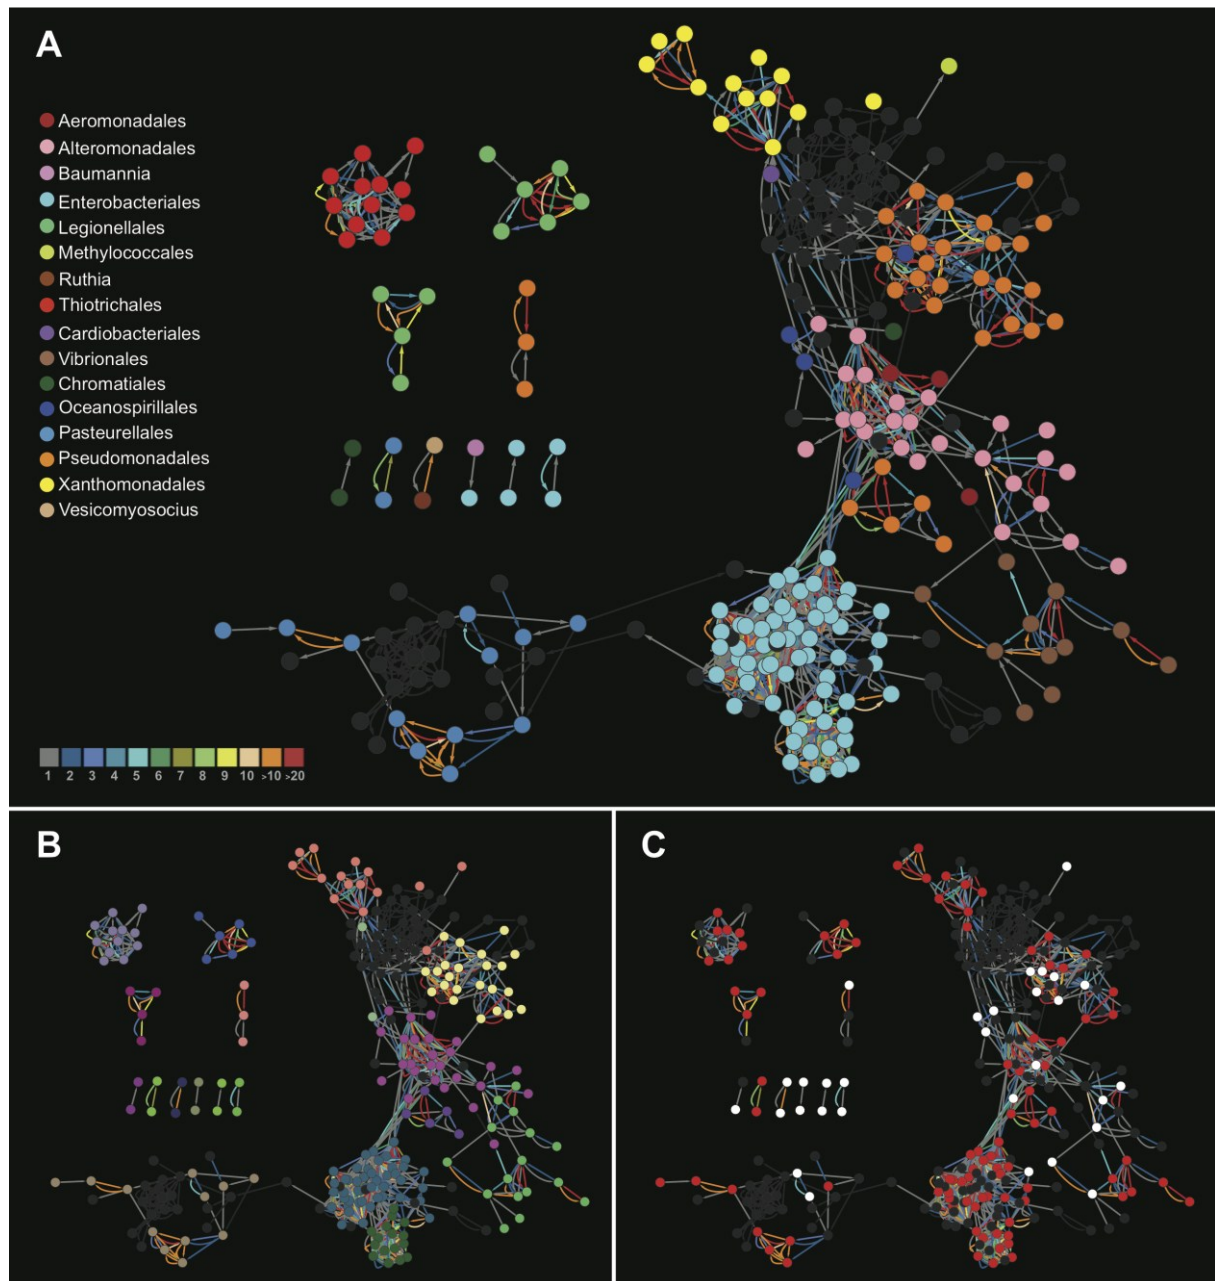 A
Aeromonadales
Alteromonadales
Baumannia
Enterobacteriales
Legionellales
Methylococcales
Ruthia
Thiotrichales
Cardiobacteriales
Vibrionales
Chromatiales
Oceanospirillales
Pasteurellales
Pseudomonadales
Xanthomonadales
Vesicomyosocius
1 2 3 4 5 6 7 8 9 10 >10 >20
B
C